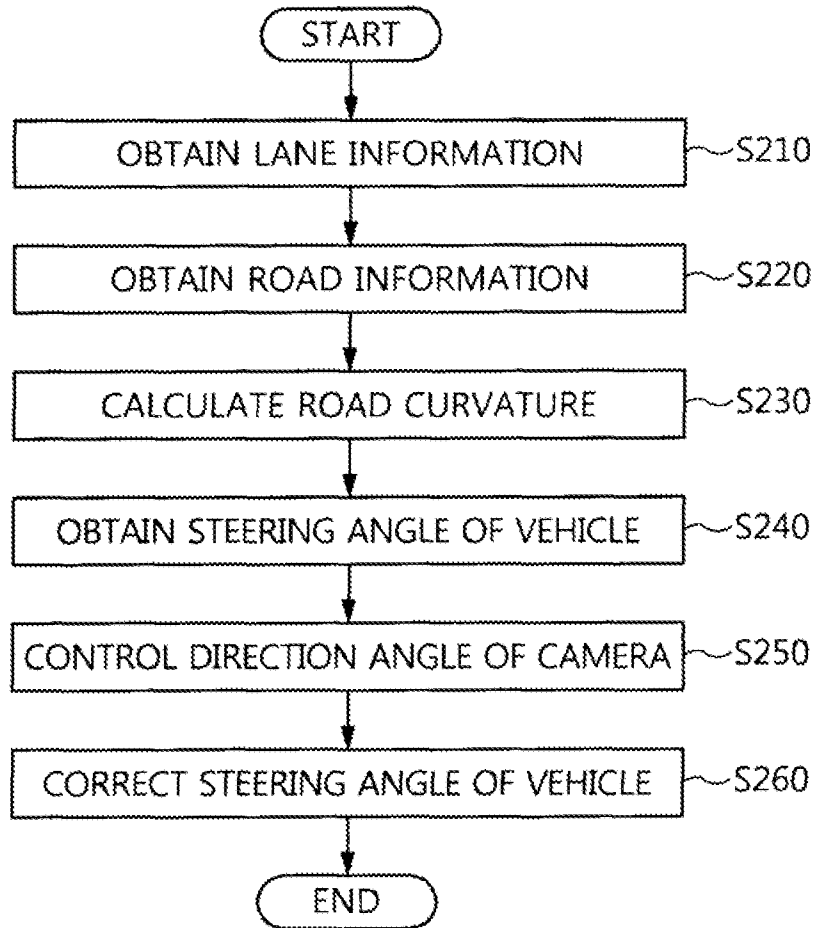 START
OBTAIN LANE INFORMATION S210
OBTAIN ROAD INFORMATION S220
CALCULATE ROAD CURVATURE S230
OBTAIN STEERING ANGLE OF VEHICLE S240
CONTROL DIRECTION ANGLE OF CAMERA S250
CORRECT STEERING ANGLE OF VEHICLE S260
END